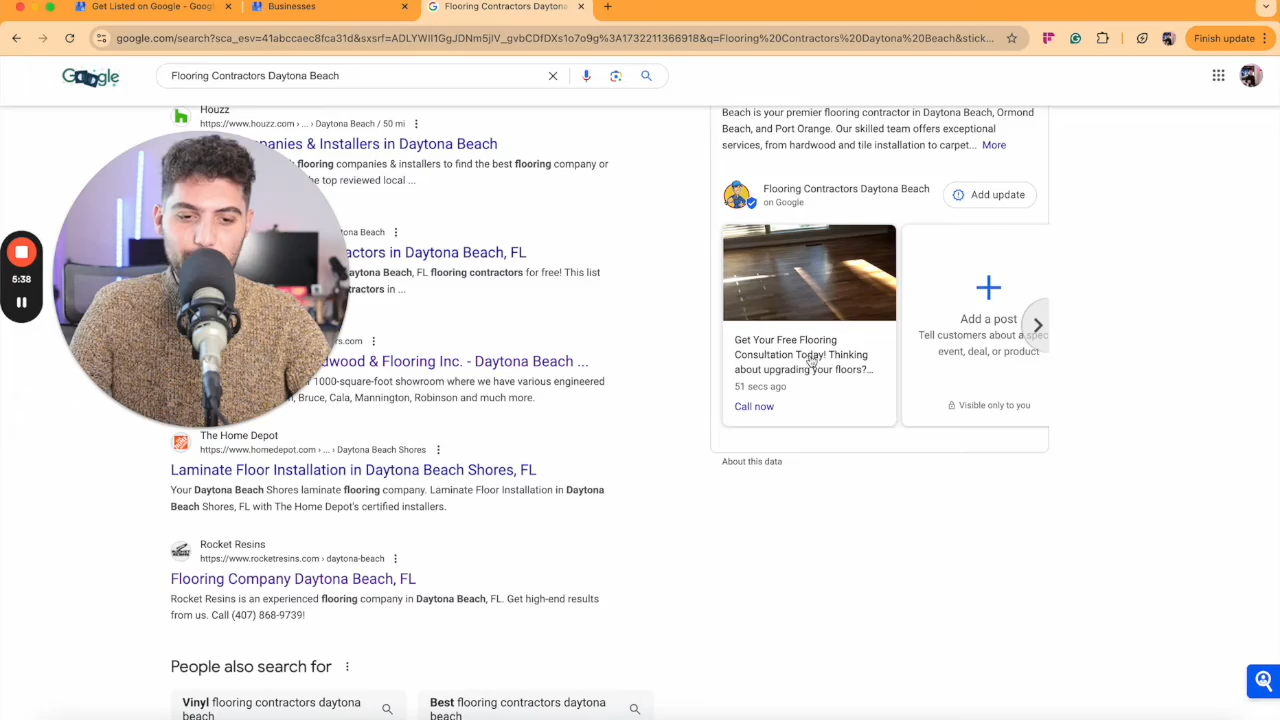 Get Listed on Google - Goog
Businesses
Flooring Contractors Daytona
google.com/search?sca_esv=41abccaec8fca31d&sxsrf=ADLYWII1GgJDNm5jIV_gvbCDfDXs1o7o9g%3A1732211366918&q=Flooring%20Contractors%20Daytona%20Beach&stick...
Finish update
Flooring Contractors Daytona Beach
Houzz
https://www.houzz.com › ... › Daytona Beach / 50 mi
panies & Installers in Daytona Beach
flooring companies & installers to find the best flooring company or
he top reviewed local ...
tona Beach
actors in Daytona Beach, FL
aytona Beach, FL flooring contractors for free! This list
ntractors in ...
rs.com
dwood & Flooring Inc. - Daytona Beach ...
1000-square-foot showroom where we have various engineered
n, Bruce, Cala, Mannington, Robinson and much more.
The Home Depot
https://www.homedepot.com › ... › Daytona Beach Shores
Laminate Floor Installation in Daytona Beach Shores, FL
Your Daytona Beach Shores laminate flooring company. Laminate Floor Installation in Daytona
Beach Shores, FL with The Home Depot's certified installers.
Rocket Resins
https://www.rocketresins.com › daytona-beach
Flooring Company Daytona Beach, FL
Rocket Resins is an experienced flooring company in Daytona Beach, FL. Get high-end results
from us. Call (407) 868-9739!
People also search for
Vinyl flooring contractors daytona
beach
Best flooring contractors daytona
beach
Beach is your premier flooring contractor in Daytona Beach, Ormond
Beach, and Port Orange. Our skilled team offers exceptional
services, from hardwood and tile installation to carpet... More
Flooring Contractors Daytona Beach
on Google
Add update
Get Your Free Flooring
Consultation Today! Thinking
about upgrading your floors?...
51 secs ago
Call now
Add a post
Tell customers about a spec
event, deal, or product
Visible only to you
About this data
5:38